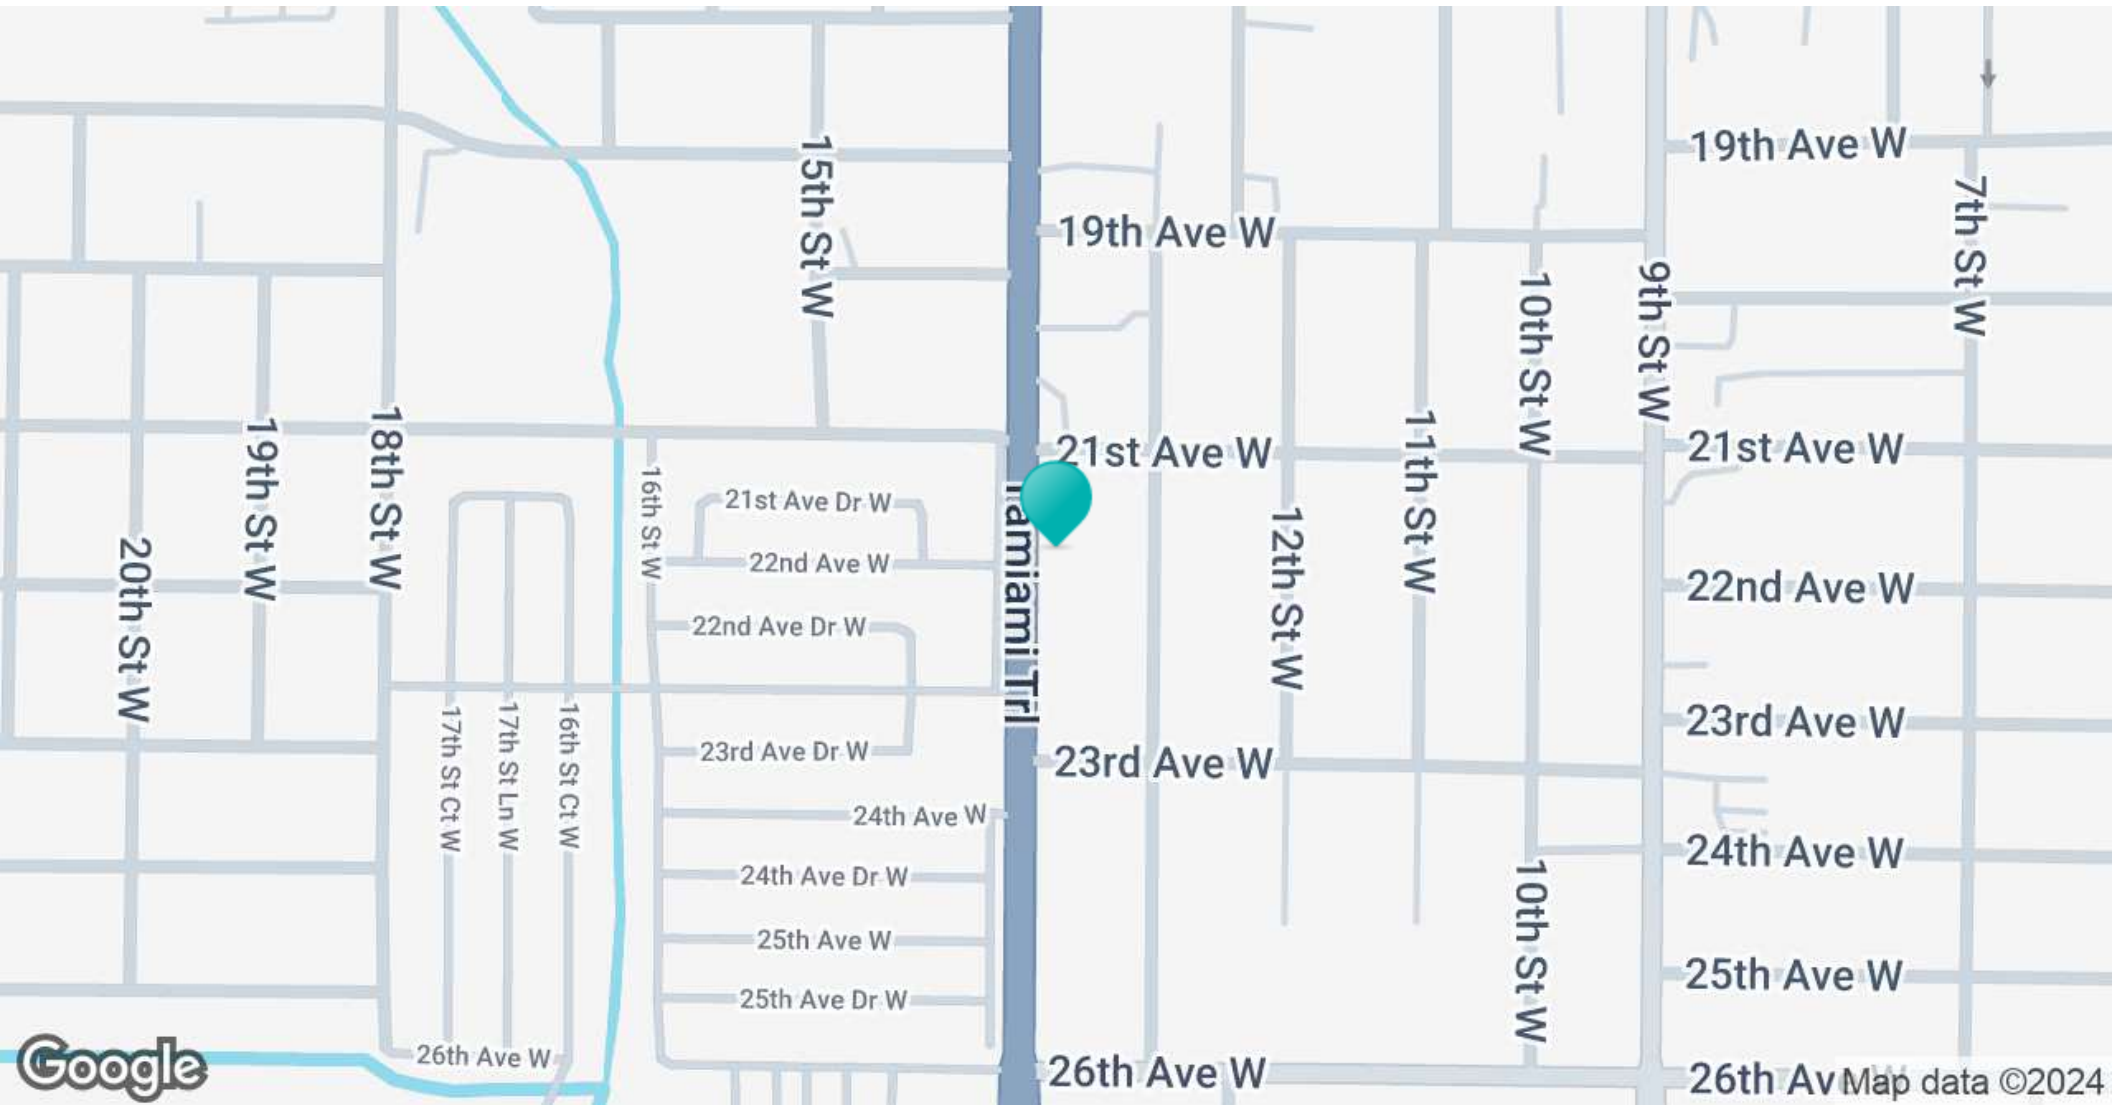 19th Ave W
15th St W
7th St W
19th Ave W
9th St W
10th St W
18th St W
19th St W
11th St W
21st Ave W
21st Ave W
16th St W
21st Ave Dr W
12th St W
20th St W
22nd Ave W
22nd Ave W
amiami Trl
22nd Ave Dr W
17th St Ct W
17th St Ln W
16th St Ct W
23rd Ave W
23rd Ave Dr W
23rd Ave W
24th Ave W
24th Ave W
24th Ave Dr W
10th St W
25th Ave W
25th Ave W
25th Ave Dr W
26th Ave W
26th Ave W
26th Av
Google
Map data ©2024